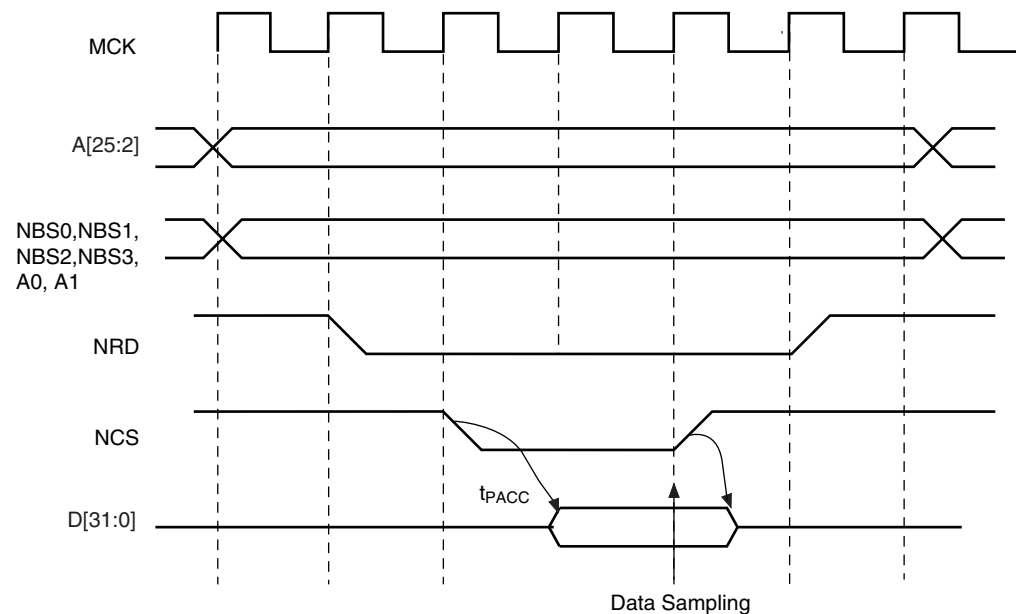 MCK
A[25:2]
NBS0,NBS1,
NBS2,NBS3,
A0, A1
NRD
NCS
tPACC
D[31:0]
Data Sampling